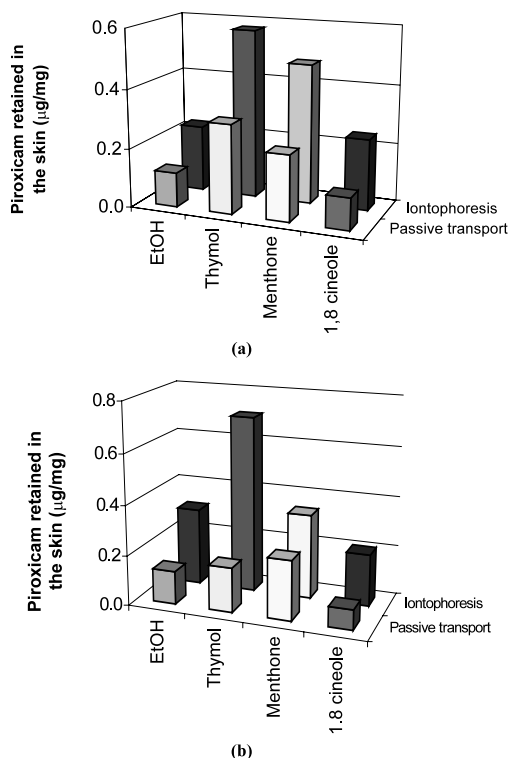 Piroxicam retained in
the skin (μg/mg)
0.6
0.4
0.2
0.0
EtOH
Thymol
Menthone
1,8 cineole
Iontophoresis
Passive transport
(a)
Piroxicam retained in
the skin (μg/mg)
0.8
0.6
0.4
0.2
0.0
EtOH
Thymol
Menthone
1.8 cineole
Iontophoresis
Passive transport
(b)